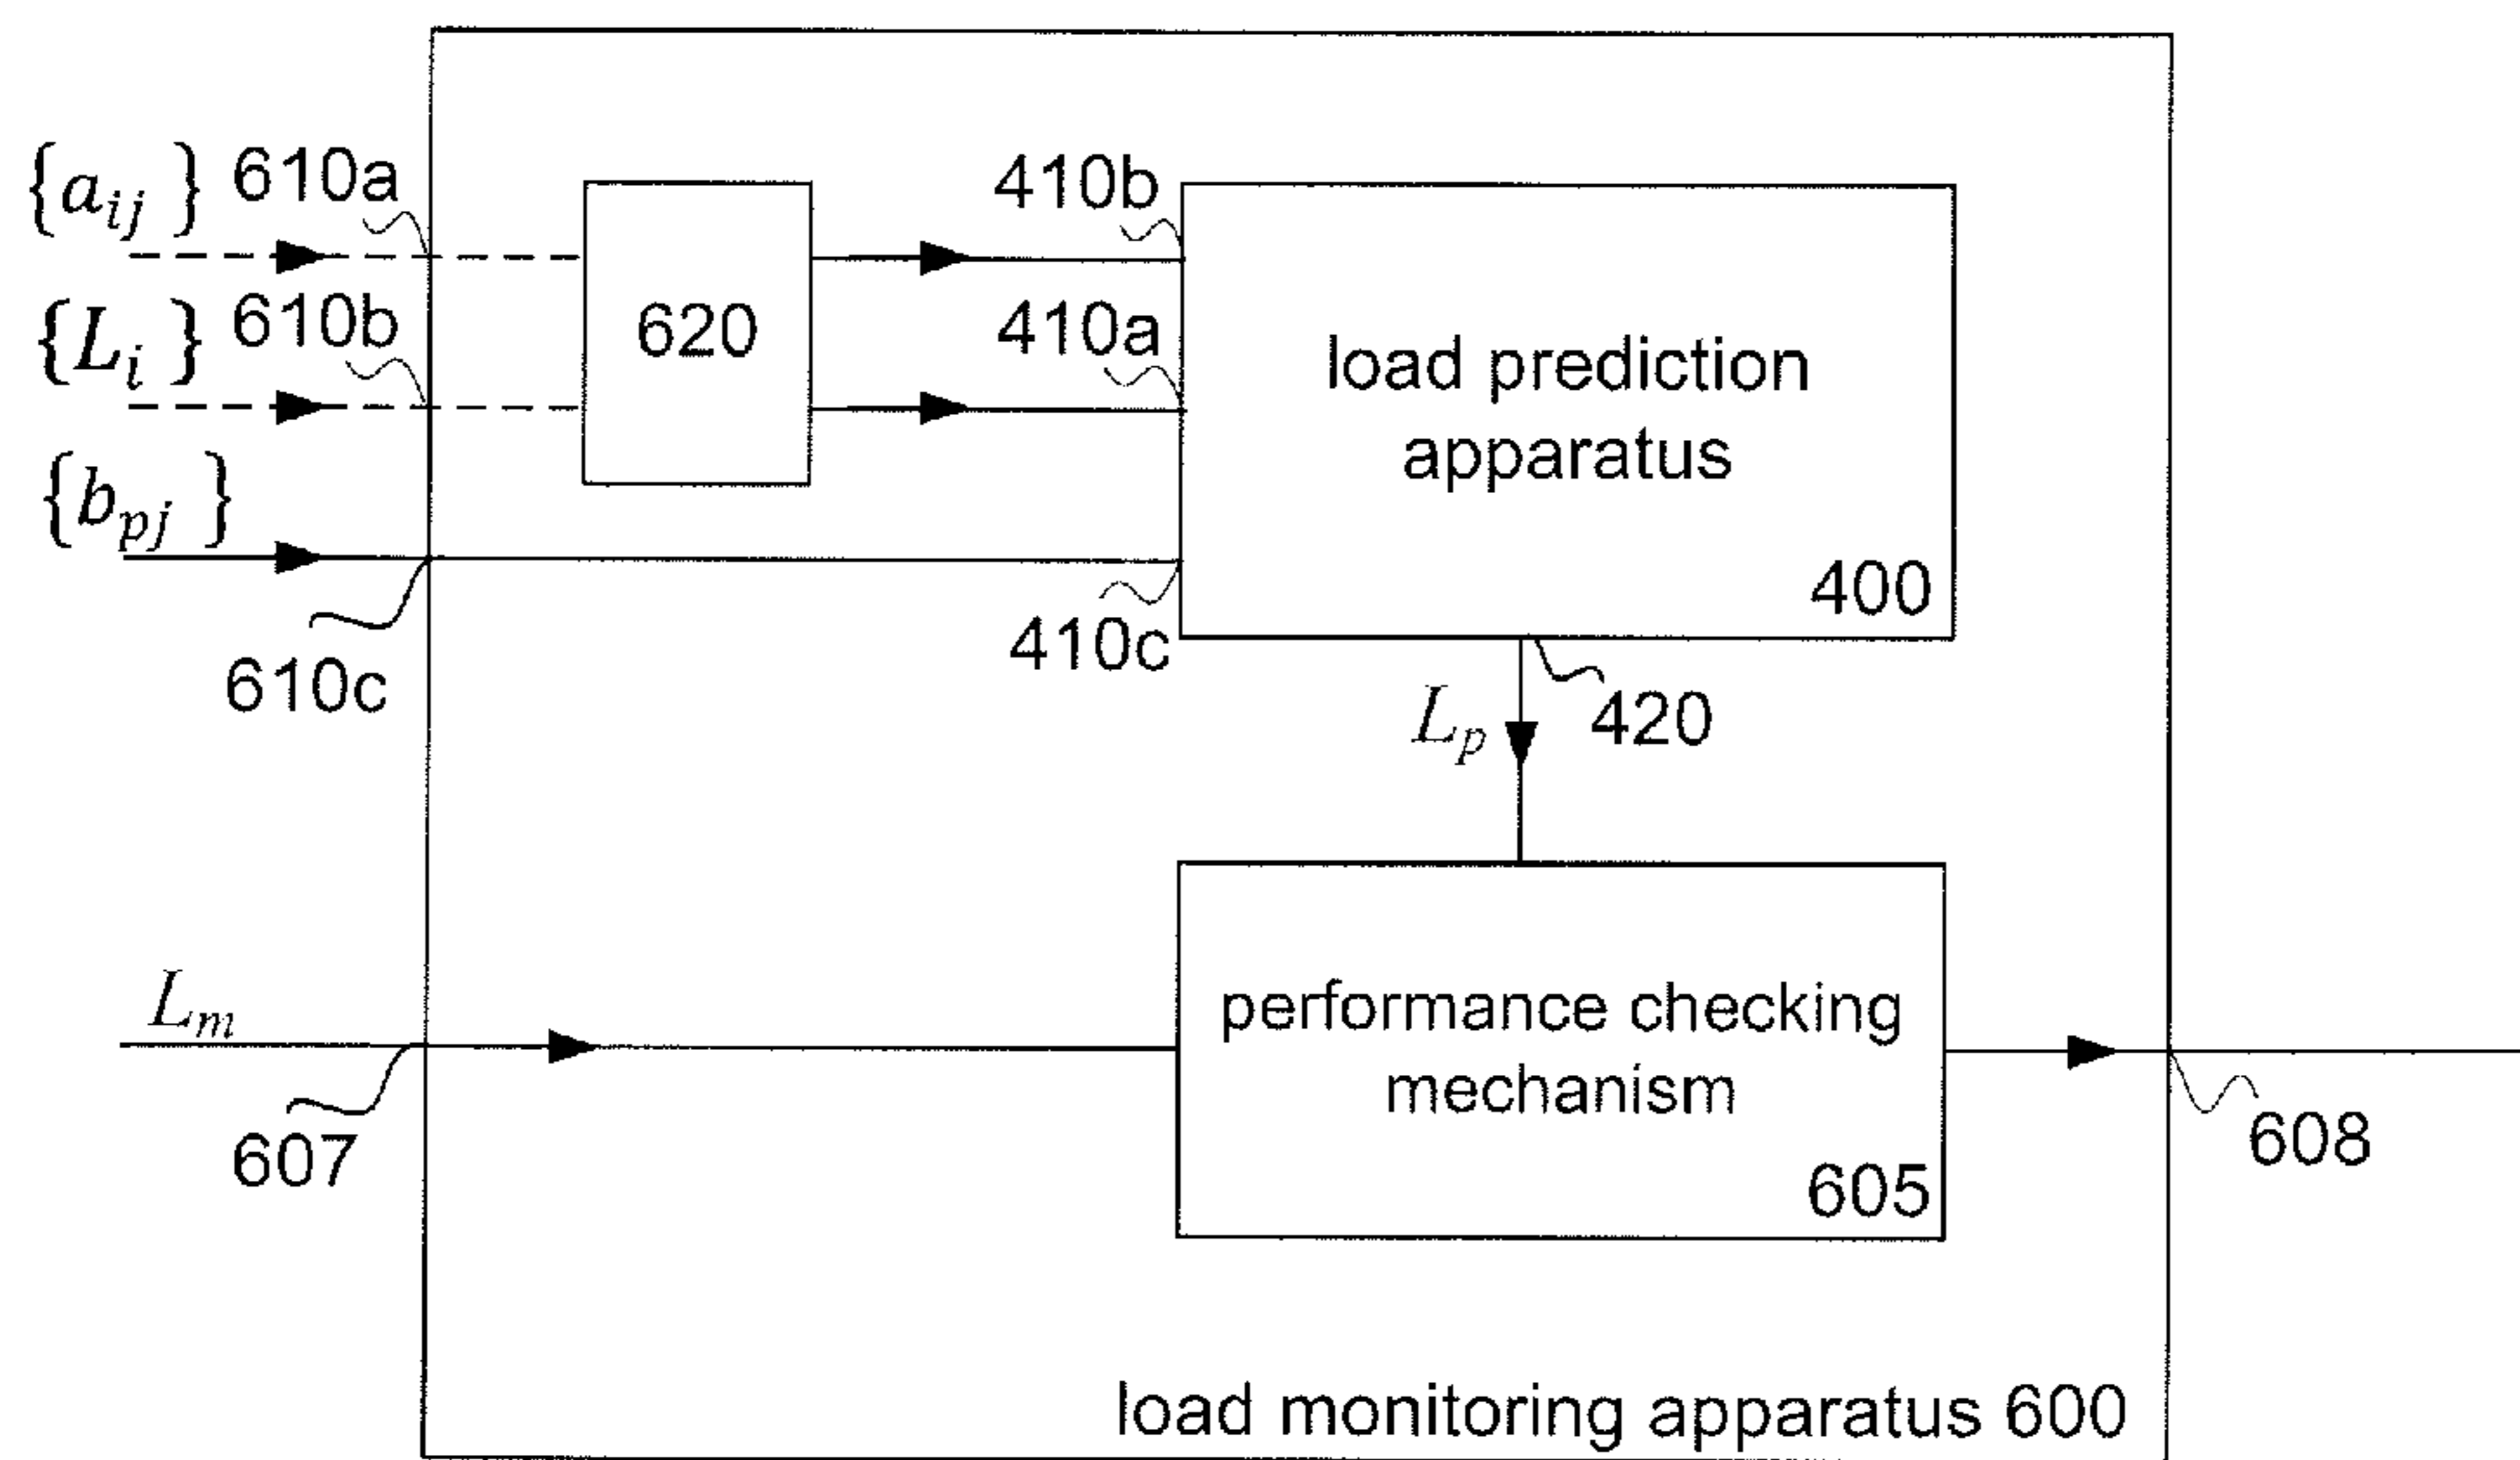 {a_ij} 610a
410b
{L_i} 610b
620
410a
load prediction
apparatus
{b_pj}
400
610c
410c
L_p
420
L_m
performance checking
mechanism
607
608
605
load monitoring apparatus 600